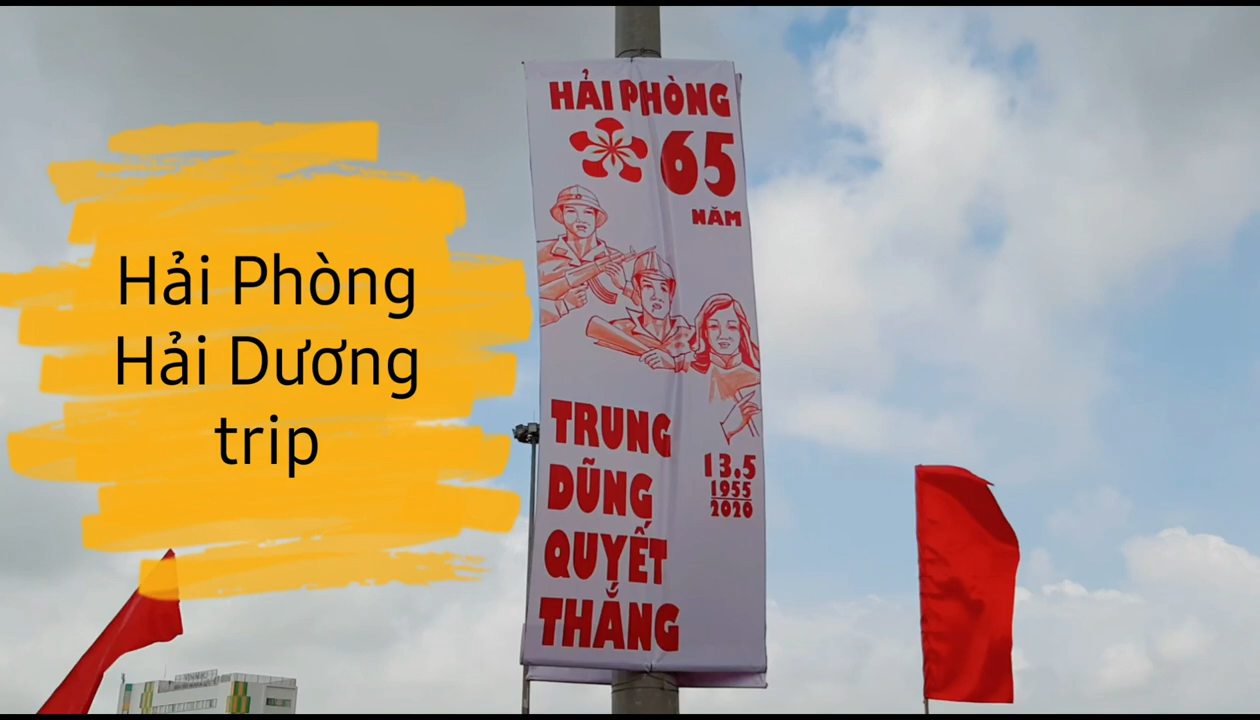 Hải Phòng
Hải Dương
trip
HẢI PHÒNG
65
NĂM
TRUNG
DŨNG
QUYẾT
THẮNG
13.5
1955
2020